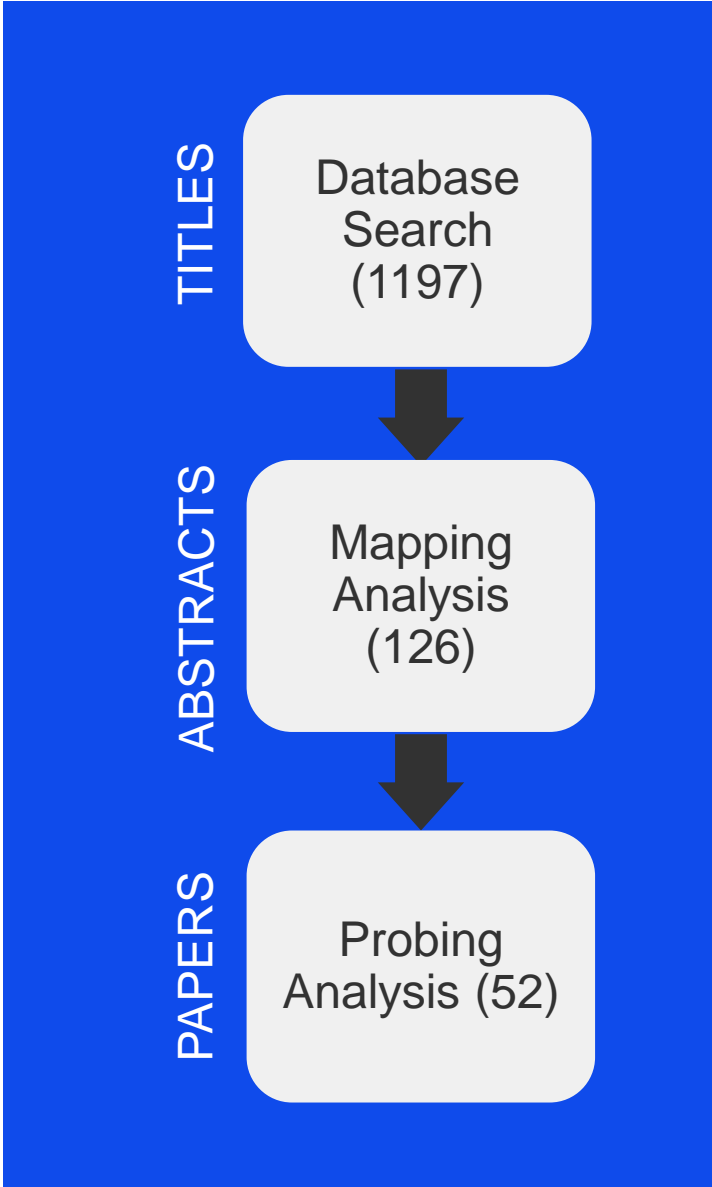 TITLES
Database
Search
(1197)
ABSTRACTS
Mapping
Analysis
(126)
PAPERS
Probing
Analysis (52)